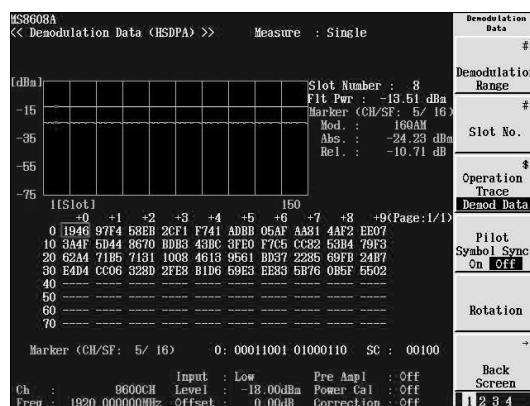 MS8608A
<< Demodulation Data (HSDPA) >> Measure : Single
Demodulation
Data
#
Demodulatio
Range
#
Slot No.
$
Operation
Trace
Demod Data
Pilot
Symbol Sync
On Off
Rotation
→
Back
Screen
1 2 3 4
[dBm]
-15
-35
-55
-75
1[Slot] 150
Slot Number : 8
Flt Pwr : -13.51 dBm
Marker (CH/SF: 5/ 16)
Mod. : 16QAM
Abs. : -24.23 dBm
Rel. : -10.71 dB
+0 +1 +2 +3 +4 +5 +6 +7 +8 +9(Page:1/1)
0 1946 97F4 58EB 2CF1 F741 ADBB 05AF AA81 4AF2 EE07
10 3A4F 5D44 8670 BDB3 43BC 3FE0 F7C5 CC82 53B4 79F3
20 62A4 71B5 7131 1008 4613 9561 BD37 2285 69FB 24B7
30 E4D4 CC06 328D 2FE8 B1D6 59E3 EE83 5B76 0B5F 5502
40 ---- ---- ---- ---- ---- ---- ---- ---- ---- ----
50 ---- ---- ---- ---- ---- ---- ---- ---- ---- ----
60 ---- ---- ---- ---- ---- ---- ---- ---- ---- ----
70 ---- ---- ---- ---- ---- ---- ---- ---- ---- ----
Marker (CH/SF: 5/ 16) 0: 00011001 01000110 SC : 00100
Input : Low Pre Ampl : Off
Ch : 9600CH Level : -18.00dBm Power Cal : Off
Freq : 1920.000000MHz Offset : 0.00dB Correction : Off